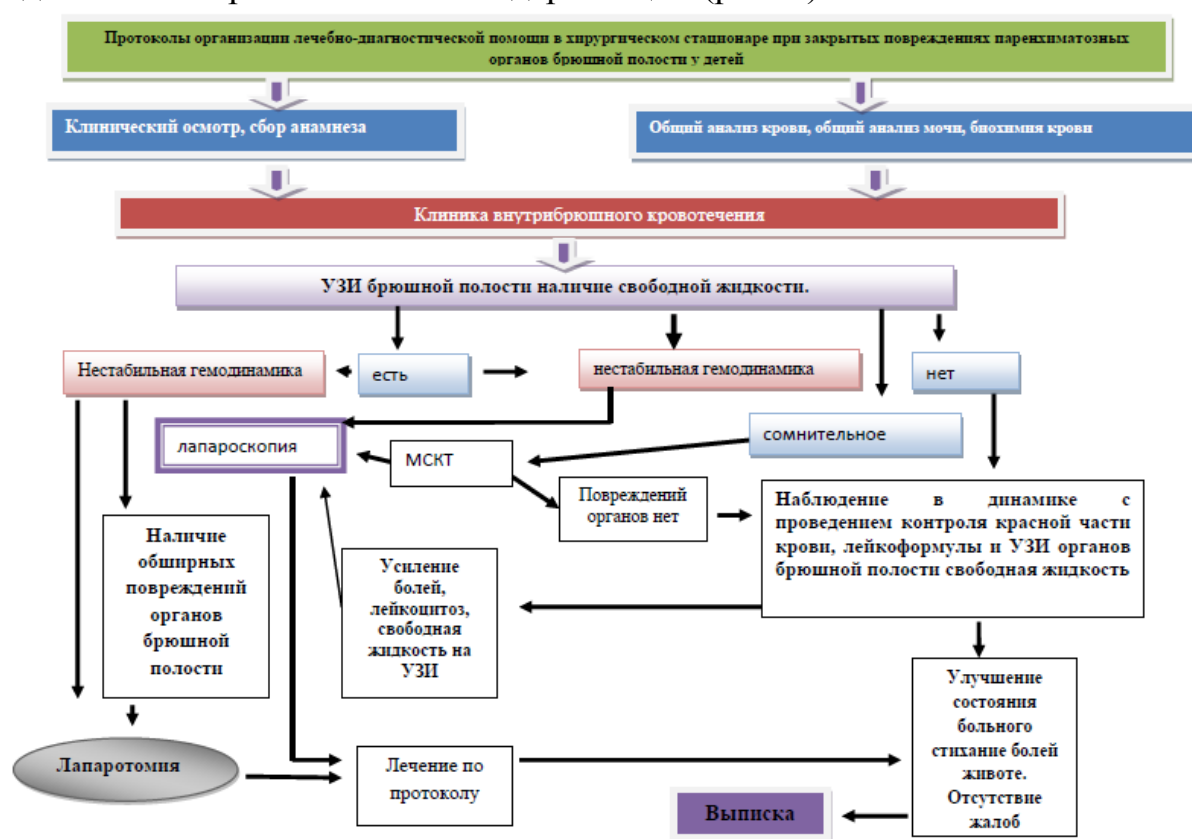 Протоколы организации лечебно-диагностической помощи в хирургическом стационаре при закрытых повреждениях паренхиматозных
органов брюшной полости у детей
Клинический осмотр, сбор анамнеза
Общий анализ крови, общий анализ мочи, биохимия крови
Клиника внутрибрюшного кровотечения
УЗИ брюшной полости наличие свободной жидкости.
Нестабильная гемодинамика
есть
нестабильная гемодинамика
нет
лапароскопия
МСКТ
сомнительное
Повреждений
органов нет
Наблюдение в динамике с
проведением контроля красной части
крови, лейкоформулы и УЗИ органов
брюшной полости свободная жидкость
Наличие
обширных
повреждений
органов
брюшной
полости
Усиление
болей,
лейкоцитоз,
свободная
жидкость на
УЗИ
Улучшение
состояния
больного
стихание болей
животе.
Отсутствие
жалоб
Лапаротомия
Лечение по
протоколу
Выписка